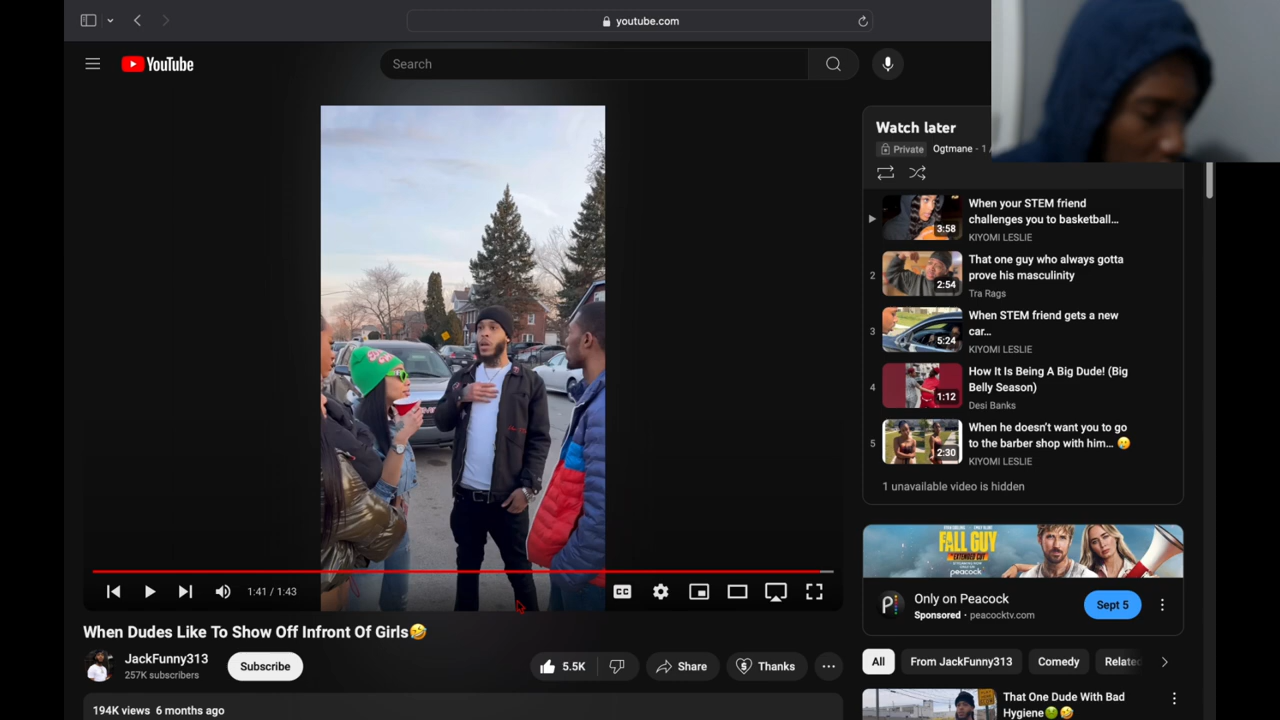 youtube.com
YouTube
Search
Watch later
Private
Ogtmane - 1
When your STEM friend
challenges you to basketball...
KIYOMI LESLIE
3:58
2
That one guy who always gotta
prove his masculinity
Tra Rags
2:54
3
When STEM friend gets a new
car...
KIYOMI LESLIE
5:24
4
How It Is Being A Big Dude! (Big
Belly Season)
Desi Banks
1:12
5
When he don't want you to go
to the barber shop with him... 😢
KIYOMI LESLIE
2:30
1 unavailable video is hidden
FALL GUY
THE EXTENDED CUT
peacock
Only on Peacock
Sponsored • peacocktv.com
Sept 5
1:41 / 1:43
CC
When Dudes Like To Show Off Infront Of Girls🤣
JackFunny313
257K subscribers
Subscribe
5.5K
Share
Thanks
194K views 6 months ago
All
From JackFunny313
Comedy
Related
That One Dude With Bad
Hygiene🤢🤣